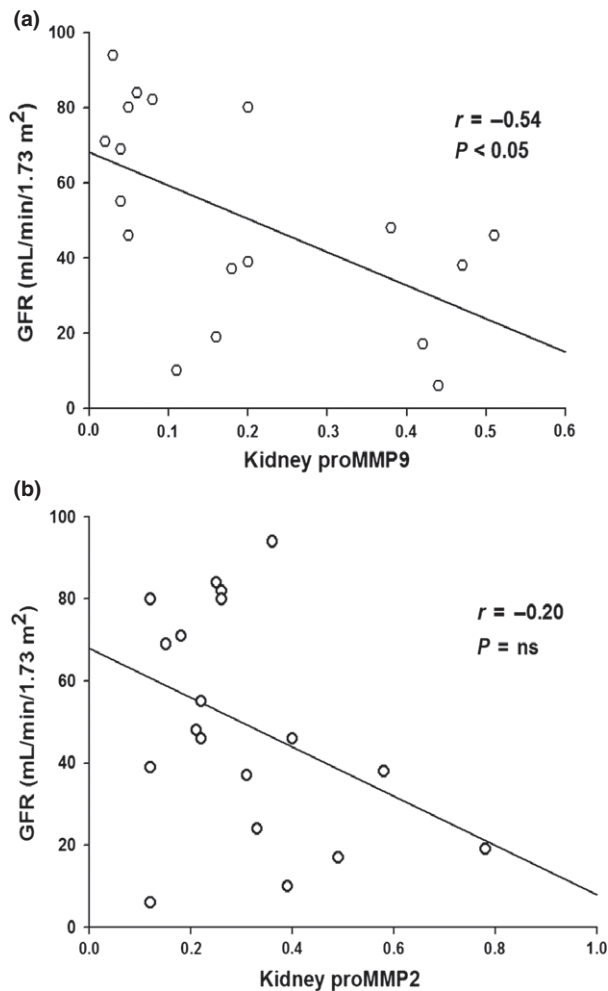 (a)
100
80
60
40
20
0
GFR (mL/min/1.73 m²)
r = –0.54
P < 0.05
0.0 0.1 0.2 0.3 0.4 0.5 0.6
Kidney proMMP9
(b)
100
80
60
40
20
0
GFR (mL/min/1.73 m²)
r = –0.20
P = ns
0.0 0.2 0.4 0.6 0.8 1.0
Kidney proMMP2